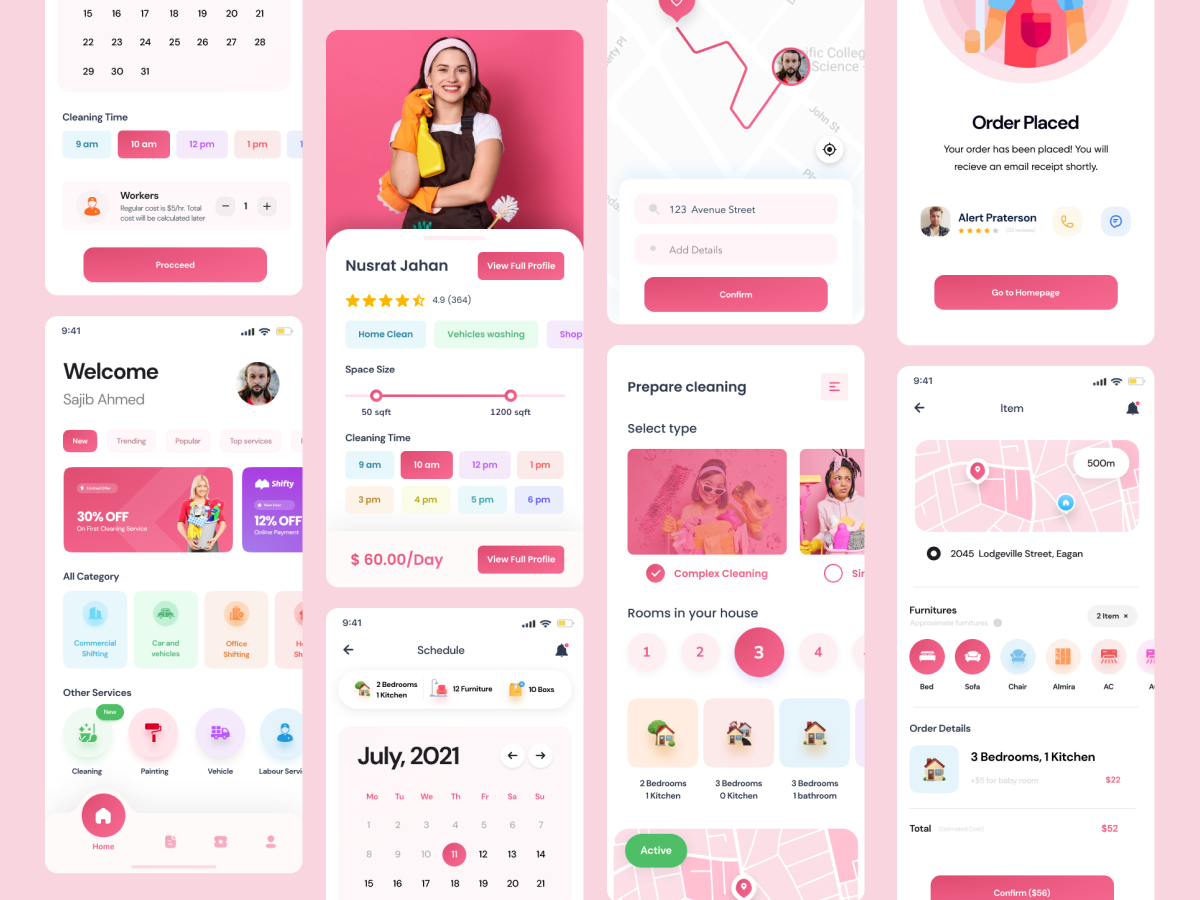 15 16 17 18 19 20 21
22 23 24 25 26 27 28
29 30 31
Cleaning Time
9 am 10 am 12 pm 1 pm
Workers
Regular cost is $5/hr. Total
cost will be calculated later
1
Procceed
9:41
Welcome
Sajib Ahmed
New Trending Popular Top services
Limited Offer
30% OFF
On First Cleaning Service
Shifty
12% OFF
Online Payment
All Category
Commercial
Shifting
Car and
vehicles
Office
Shifting
Other Services
New
Cleaning Painting Vehicle Labour Servi
Home
Nusrat Jahan
View Full Profile
4.9 (364)
Home Clean Vehicles washing Shop
Space Size
50 sqft 1200 sqft
Cleaning Time
9 am 10 am 12 pm 1 pm
3 pm 4 pm 5 pm 6 pm
$ 60.00/Day
View Full Profile
9:41
Schedule
2 Bedrooms
1 Kitchen
12 Furniture
10 Boxs
July, 2021
Mo Tu We Th Fr Sa Su
1 2 3 4 5 6 7
8 9 10 11 12 13 14
15 16 17 18 19 20 21
erty Pl
ific Colleg
Science -
John St
123 Avenue Street
Add Details
Confirm
Prepare cleaning
Select type
Complex Cleaning
Rooms in your house
1 2 3 4
2 Bedrooms
1 Kitchen
3 Bedrooms
0 Kitchen
3 Bedrooms
1 bathroom
Active
Order Placed
Your order has been placed! You will
recieve an email receipt shortly.
Alert Praterson
Go to Homepage
9:41
Item
500m
2045 Lodgeville Street, Eagan
Furnitures
Approximate furnitures
2 Item ×
Bed Sofa Chair Almira AC
Order Details
3 Bedrooms, 1 Kitchen
+$5 for baby room
$22
Total
(Estimated Cost)
$52
Confirm ($56)